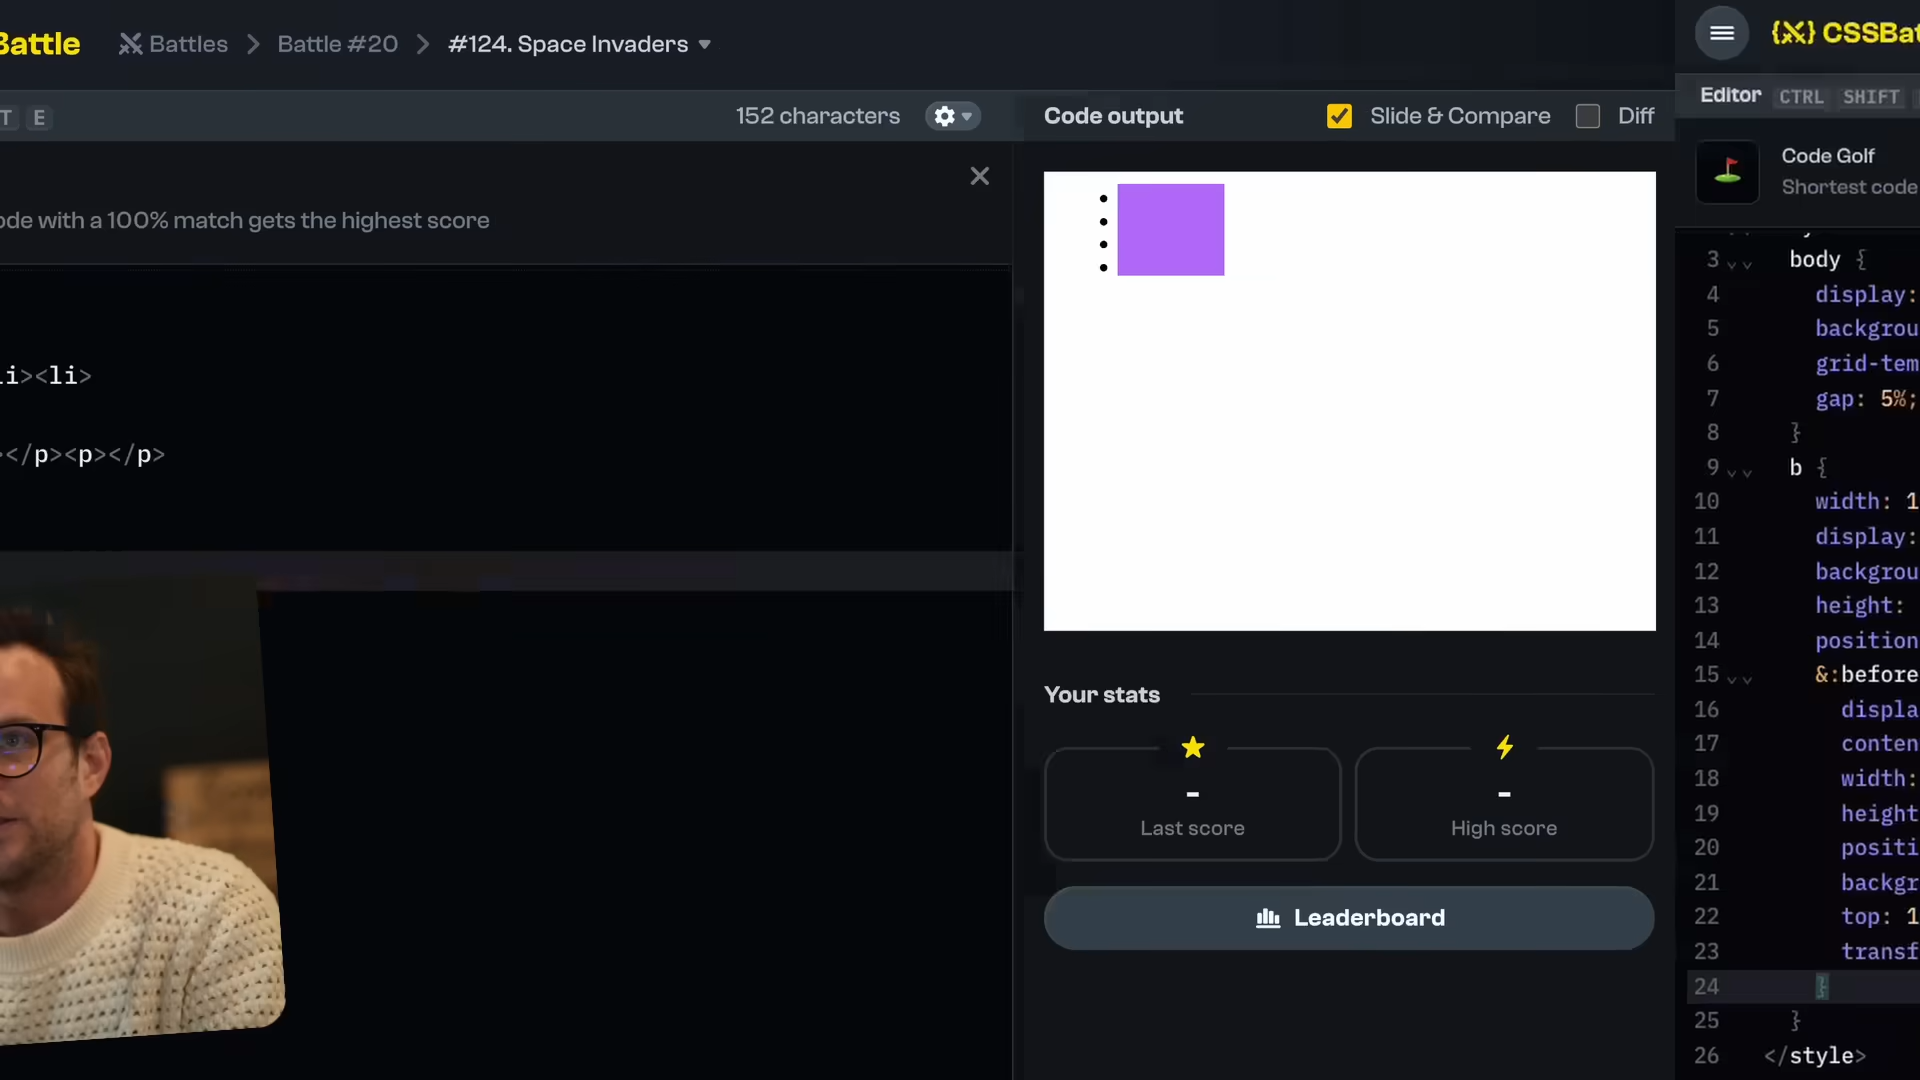 Battle
Battles
Battle #20
#124. Space Invaders
T
E
152 characters
Code output
Slide & Compare
Diff
ode with a 100% match gets the highest score
i><li>
></p><p></p>
Your stats
-
Last score
-
High score
Leaderboard
{X} CSSBat
Editor
CTRL
SHIFT
Code Golf
Shortest code
3 body {
4 display:
5 backgrou
6 grid-tem
7 gap: 5%;
8 }
9 b {
10 width: 1
11 display:
12 backgrou
13 height:
14 position
15 &:before
16 displa
17 conten
18 width:
19 height
20 positi
21 backgr
22 top: 1
23 transf
24 }
25 }
26 </style>